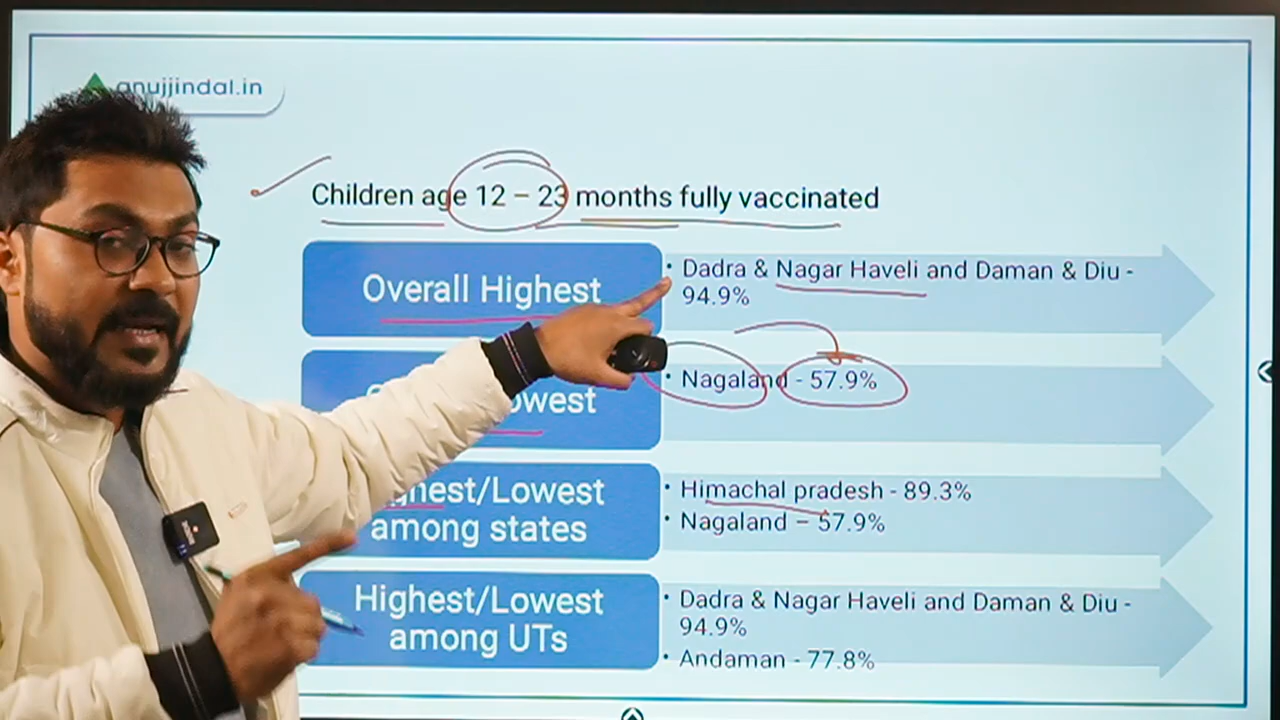 anujjindal.in
Children age 12 – 23 months fully vaccinated
Overall Highest
• Dadra & Nagar Haveli and Daman & Diu -
94.9%
• Nagaland - 57.9%
Highest/Lowest
among states
• Himachal pradesh - 89.3%
• Nagaland – 57.9%
Highest/Lowest
among UTs
• Dadra & Nagar Haveli and Daman & Diu -
94.9%
• Andaman - 77.8%